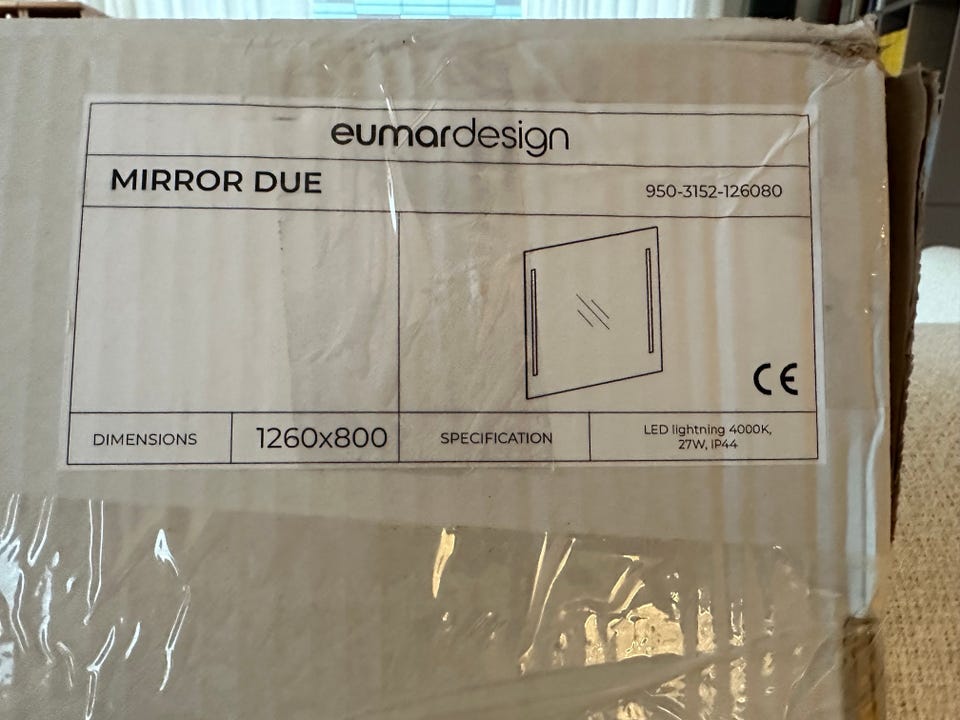 eumardesign
MIRROR DUE
950-3152-126080
CE
DIMENSIONS
1260x800
SPECIFICATION
LED lightning 4000K,
27W, IP44